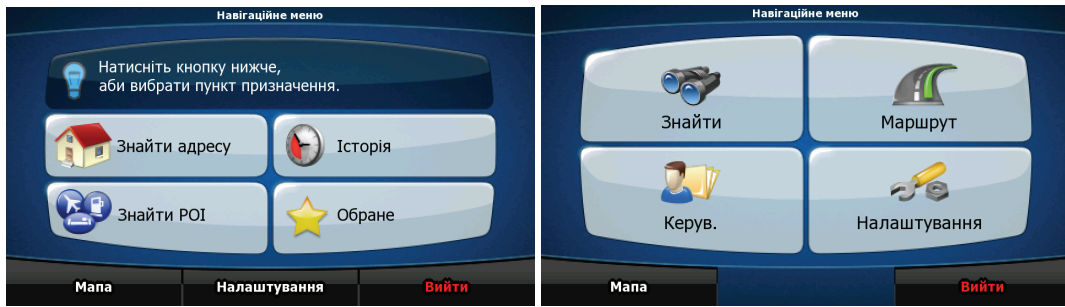 Навігаційне меню
Натисніть кнопку нижче,
аби вибрати пункт призначення.
Знайти адресу
Історія
Знайти POI
Обране
Мапа
Налаштування
Вийти
Навігаційне меню
Знайти
Маршрут
Керув.
Налаштування
Мапа
Вийти